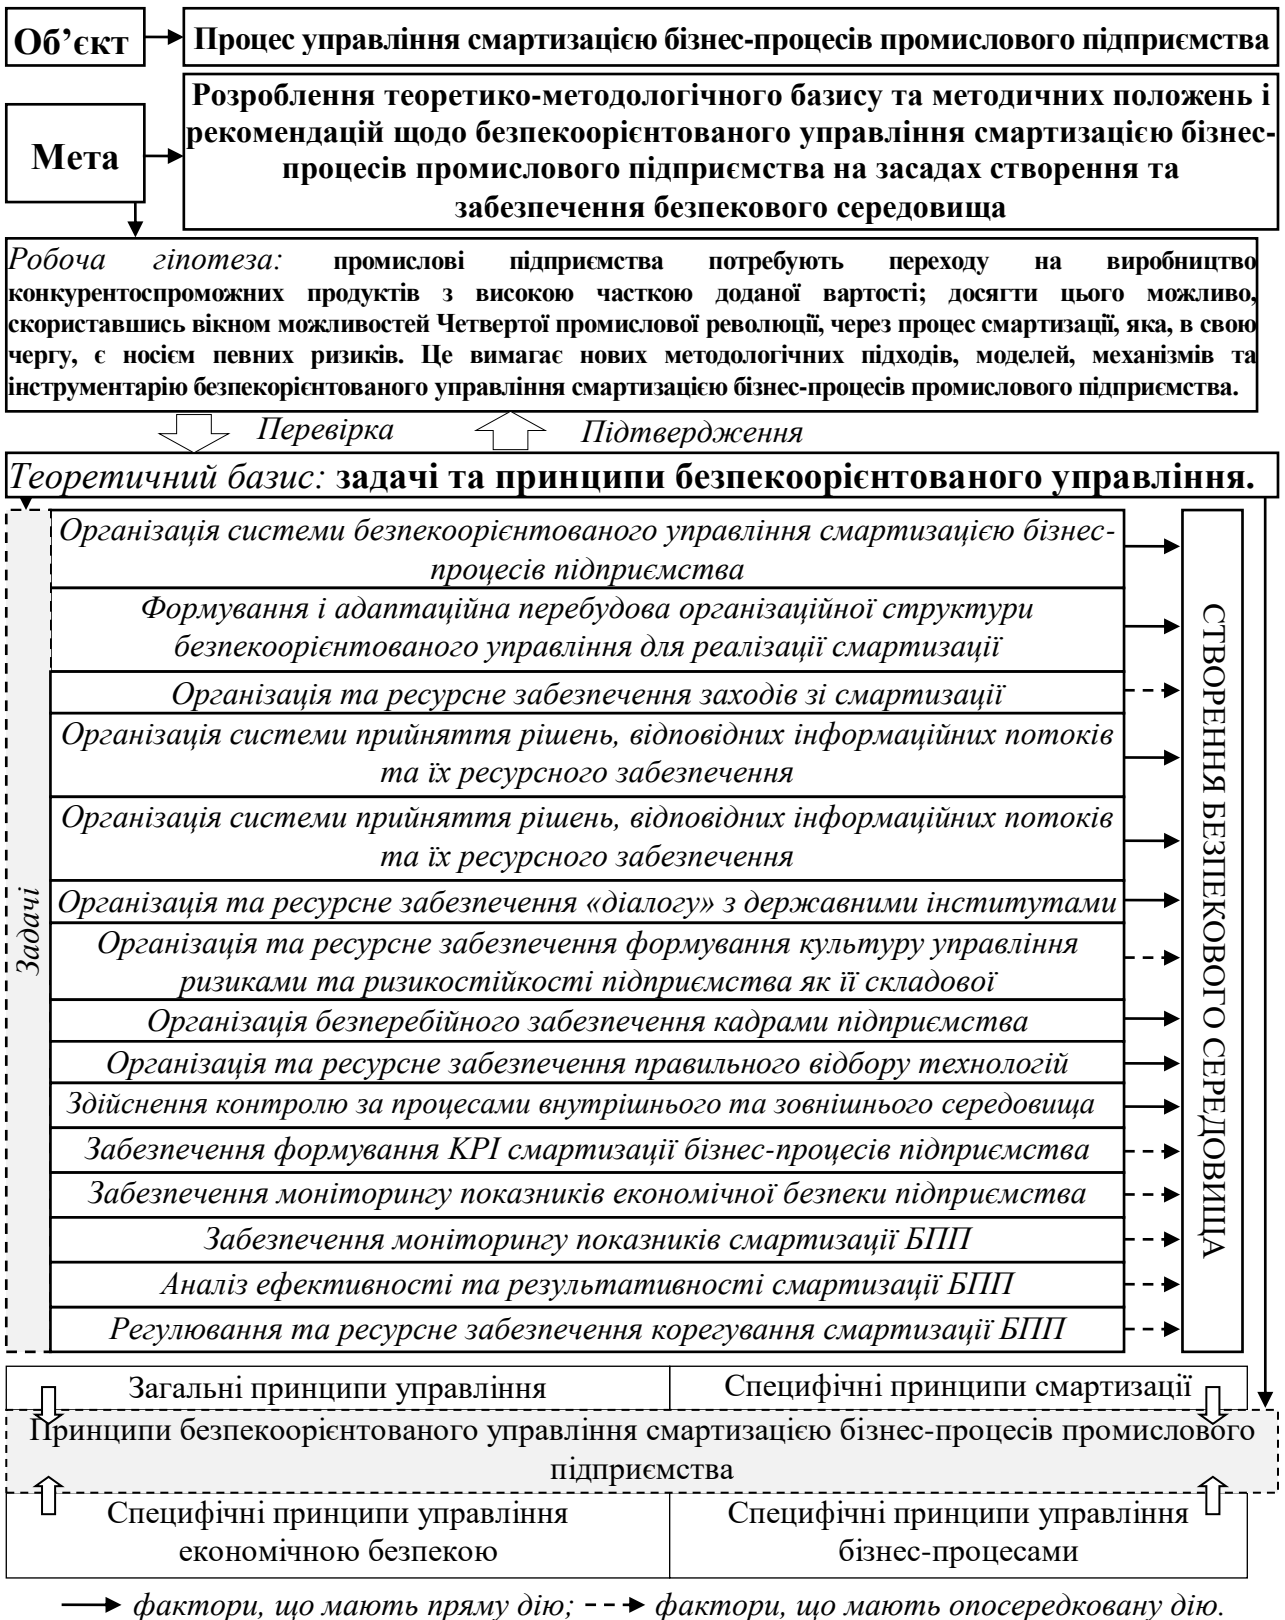 Об’єкт
Процес управління смартизацією бізнес-процесів промислового підприємства
Мета
Розроблення теоретико-методологічного базису та методичних положень і
рекомендацій щодо безпекоорієнтованого управління смартизацією бізнес-
процесів промислового підприємства на засадах створення та
забезпечення безпекового середовища
Робоча гіпотеза: промислові підприємства потребують переходу на виробництво
конкурентоспроможних продуктів з високою часткою доданої вартості; досягти цього можливо,
скориставшись вікном можливостей Четвертої промислової революції, через процес смартизації, яка, в свою
чергу, є носієм певних ризиків. Це вимагає нових методологічних підходів, моделей, механізмів та
інструментарію безпекорієнтованого управління смартизацією бізнес-процесів промислового підприємства.
Перевірка
Підтвердження
Теоретичний базис: задачі та принципи безпекоорієнтованого управління.
Задачі
Організація системи безпекоорієнтованого управління смартизацією бізнес-
процесів підприємства
Формування і адаптаційна перебудова організаційної структури
безпекоорієнтованого управління для реалізації смартизації
Організація та ресурсне забезпечення заходів зі смартизації
Організація системи прийняття рішень, відповідних інформаційних потоків
та їх ресурсного забезпечення
Організація системи прийняття рішень, відповідних інформаційних потоків
та їх ресурсного забезпечення
Організація та ресурсне забезпечення «діалогу» з державними інститутами
Організація та ресурсне забезпечення формування культуру управління
ризиками та ризикостійкості підприємства як її складової
Організація безперебійного забезпечення кадрами підприємства
Організація та ресурсне забезпечення правильного відбору технологій
Здійснення контролю за процесами внутрішнього та зовнішнього середовища
Забезпечення формування KPI смартизації бізнес-процесів підприємства
Забезпечення моніторингу показників економічної безпеки підприємства
Забезпечення моніторингу показників смартизації БПП
Аналіз ефективності та результативності смартизації БПП
Регулювання та ресурсне забезпечення корегування смартизації БПП
СТВОРЕННЯ БЕЗПЕКОВОГО СЕРЕДОВИЩА
Загальні принципи управління
Специфічні принципи смартизації
Принципи безпекоорієнтованого управління смартизацією бізнес-процесів промислового
підприємства
Специфічні принципи управління
економічною безпекою
Специфічні принципи управління
бізнес-процесами
фактори, що мають пряму дію;
фактори, що мають опосередковану дію.